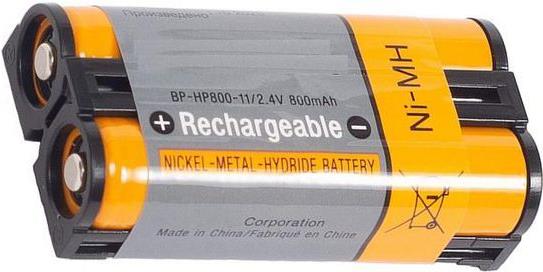 Произведено
BP-HP800-11/2.4V 800mAh
+ Rechargeable −
NICKEL-METAL-HYDRIDE BATTERY
Ni-MH
Corporation
Made in China/Fabriqué en Chine